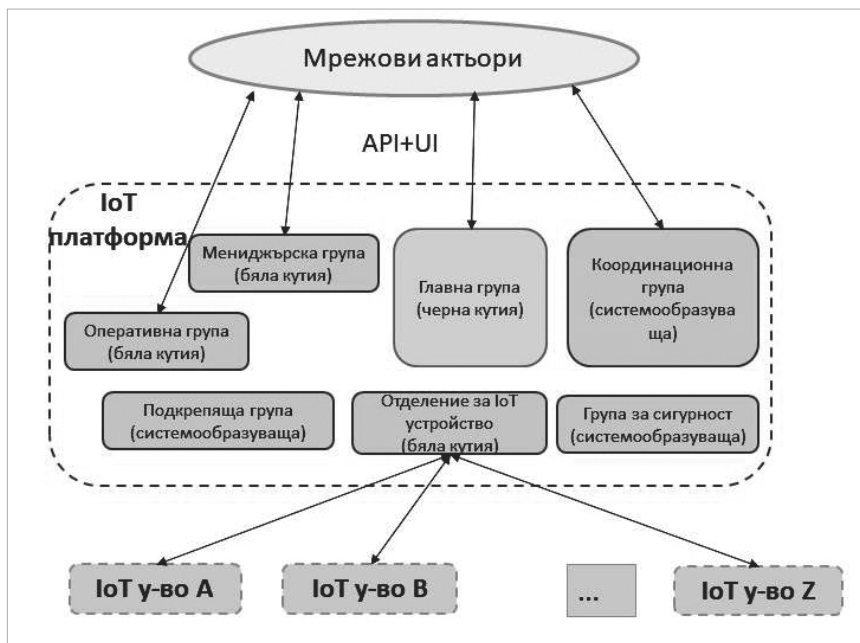 Мрежови актьори
API+UI
IoT
платформа
Мениджърска група
(бяла кутия)
Главна група
(черна кутия)
Координационна
група
(системообразува
ща)
Оперативна група
(бяла кутия)
Подкрепяща група
(системообразуваща)
Отделение за IoT
устройство
(бяла кутия)
Група за сигурност
(системообразуваща)
IoT у-во A
IoT у-во B
...
IoT у-во Z